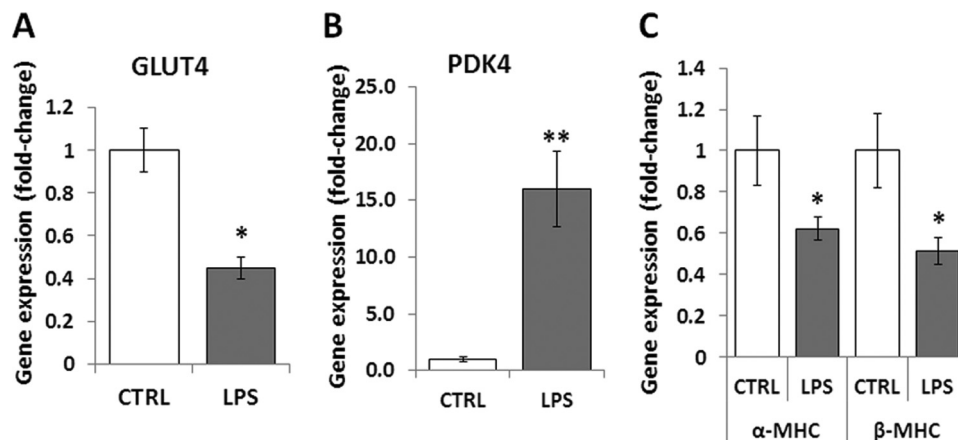 A
GLUT4
Gene expression (fold-change)
1.2
1
0.8
0.6
0.4
0.2
0
*
CTRL LPS
B
PDK4
Gene expression (fold-change)
25.0
20.0
15.0
10.0
5.0
0.0
**
CTRL LPS
C
Gene expression (fold-change)
1.4
1.2
1
0.8
0.6
0.4
0.2
0
*
*
CTRL LPS CTRL LPS
α-MHC β-MHC